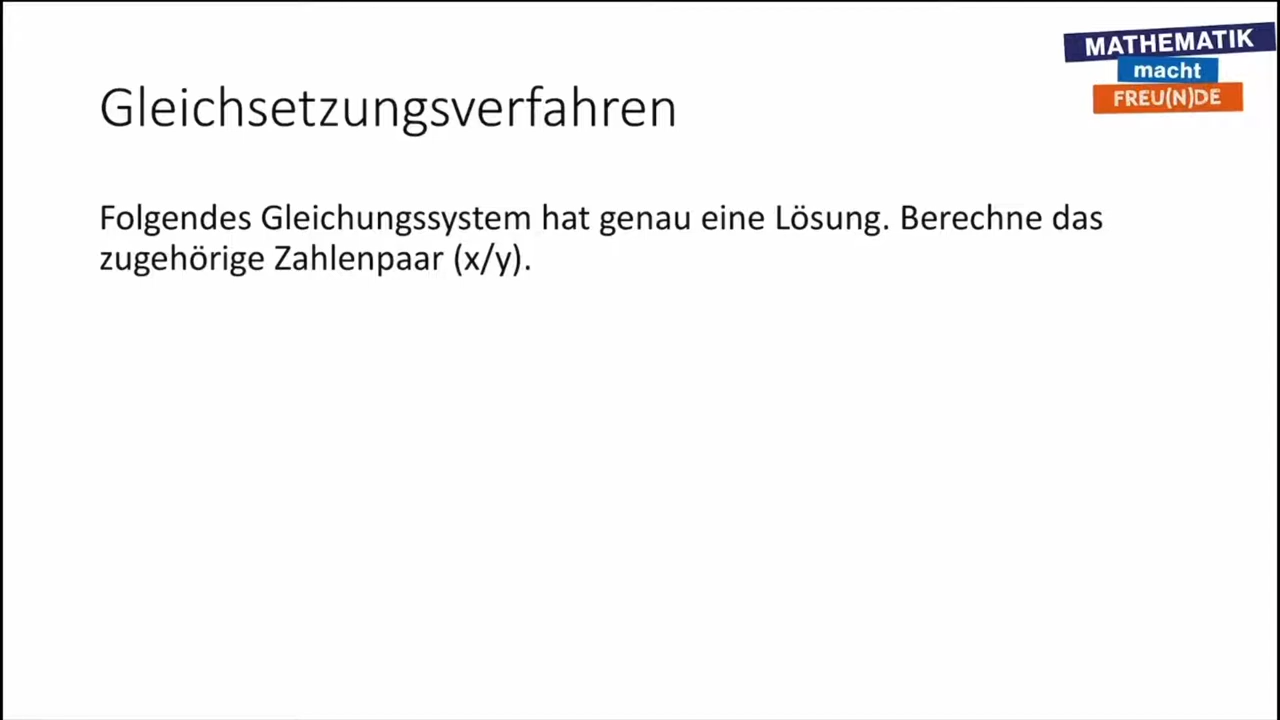 MATHEMATIK
macht
FREU(N)DE
Gleichsetzungsverfahren
Folgendes Gleichungssystem hat genau eine Lösung. Berechne das
zugehörige Zahlenpaar (x/y).